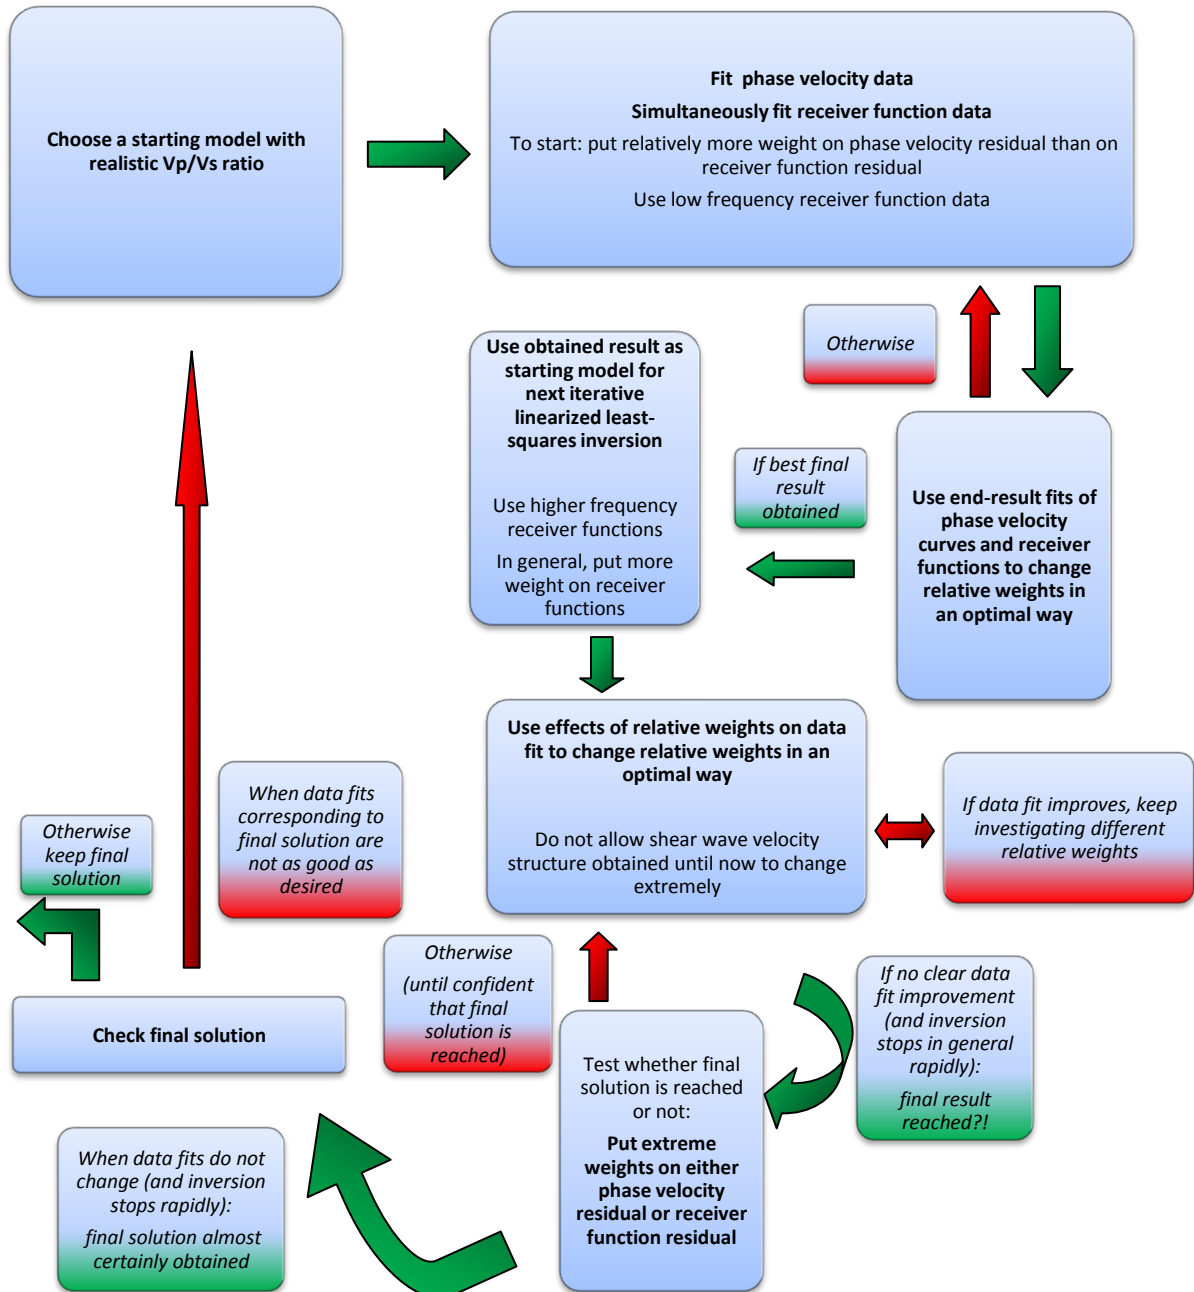 Choose a starting model with
realistic Vp/Vs ratio
Fit  phase velocity data
Simultaneously fit receiver function data
To start: put relatively more weight on phase velocity residual than on
receiver function residual
Use low frequency receiver function data
Otherwise
Use end-result fits of
phase velocity
curves and receiver
functions to change
relative weights in
an optimal way
If best final
result
obtained
Use obtained result as
starting model for
next iterative
linearized least-
squares inversion
Use higher frequency
receiver functions
In general, put more
weight on receiver
functions
Use effects of relative weights on data
fit to change relative weights in an
optimal way
Do not allow shear wave velocity
structure obtained until now to change
extremely
If data fit improves, keep
investigating different
relative weights
If no clear data
fit improvement
(and inversion
stops in general
rapidly):
final result
reached?!
Test whether final
solution is reached
or not:
Put extreme
weights on either
phase velocity
residual or receiver
function residual
Otherwise
(until confident
that final
solution is
reached)
When data fits do not
change (and inversion
stops rapidly):
final solution almost
certainly obtained
Check final solution
When data fits
corresponding to
final solution are
not as good as
desired
Otherwise
keep final
solution